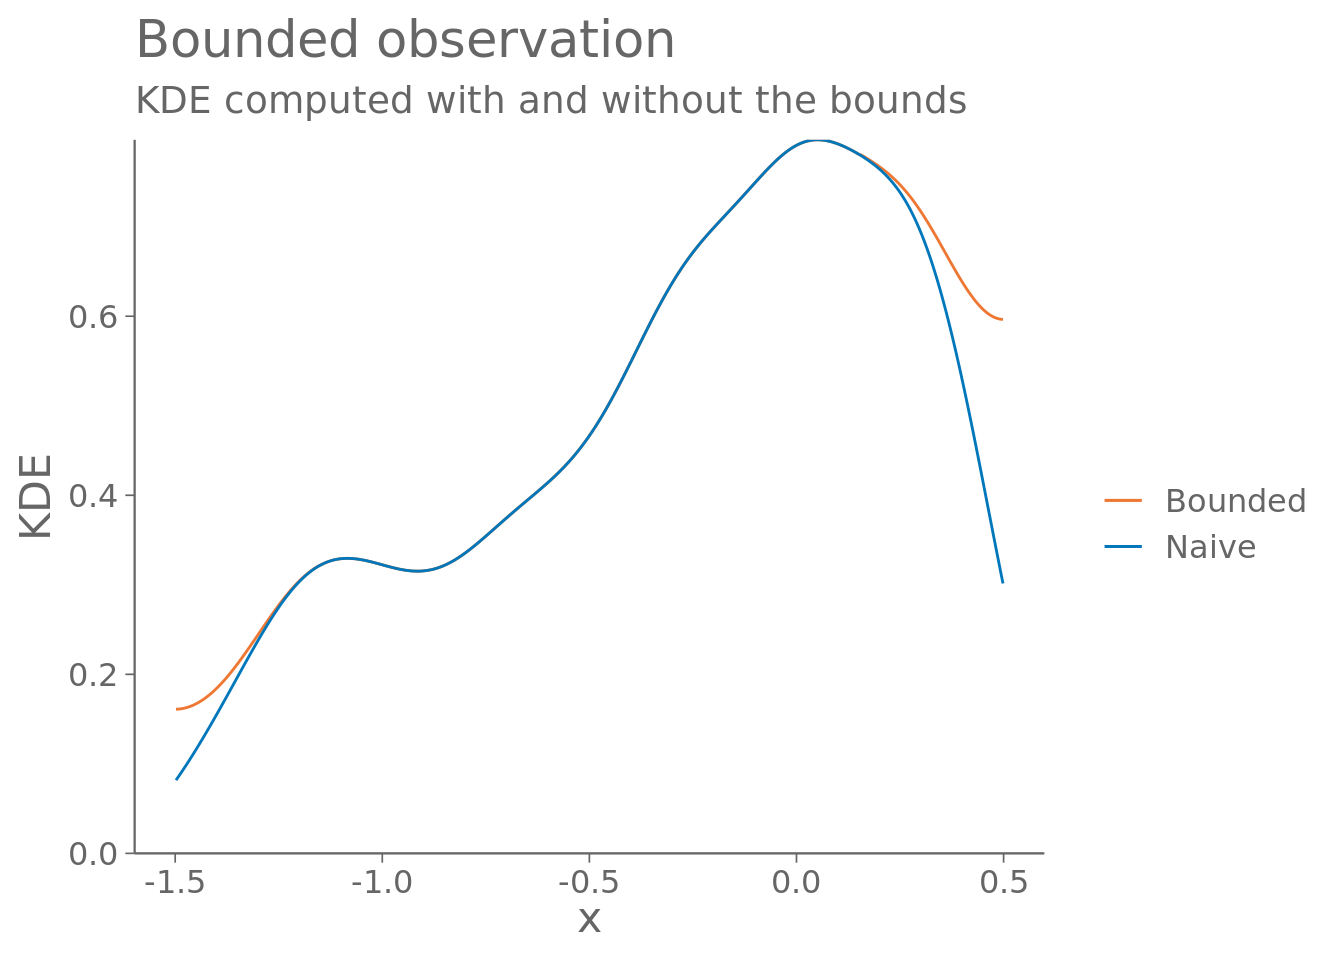 Bounded observation
KDE computed with and without the bounds
KDE
0.6
0.4
0.2
0.0
-1.5
-1.0
-0.5
0.0
0.5
x
Bounded
Naive